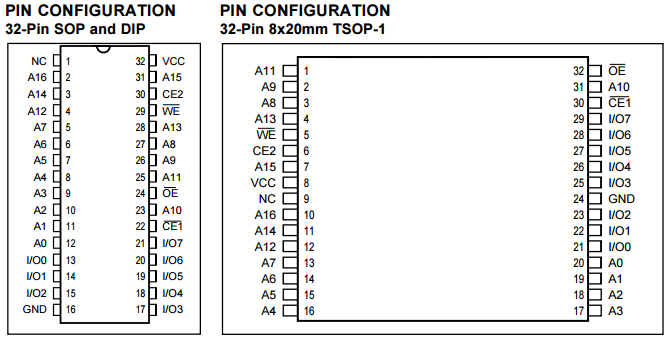 PIN CONFIGURATION
32-Pin SOP and DIP
NC 1 32 VCC
A16 2 31 A15
A14 3 30 CE2
A12 4 29 W̅E̅
A7 5 28 A13
A6 6 27 A8
A5 7 26 A9
A4 8 25 A11
A3 9 24 O̅E̅
A2 10 23 A10
A1 11 22 C̅E̅1̅
A0 12 21 I/O7
I/O0 13 20 I/O6
I/O1 14 19 I/O5
I/O2 15 18 I/O4
GND 16 17 I/O3
PIN CONFIGURATION
32-Pin 8x20mm TSOP-1
A11 1 32 O̅E̅
A9 2 31 A10
A8 3 30 C̅E̅1̅
A13 4 29 I/O7
W̅E̅ 5 28 I/O6
CE2 6 27 I/O5
A15 7 26 I/O4
VCC 8 25 I/O3
NC 9 24 GND
A16 10 23 I/O2
A14 11 22 I/O1
A12 12 21 I/O0
A7 13 20 A0
A6 14 19 A1
A5 15 18 A2
A4 16 17 A3